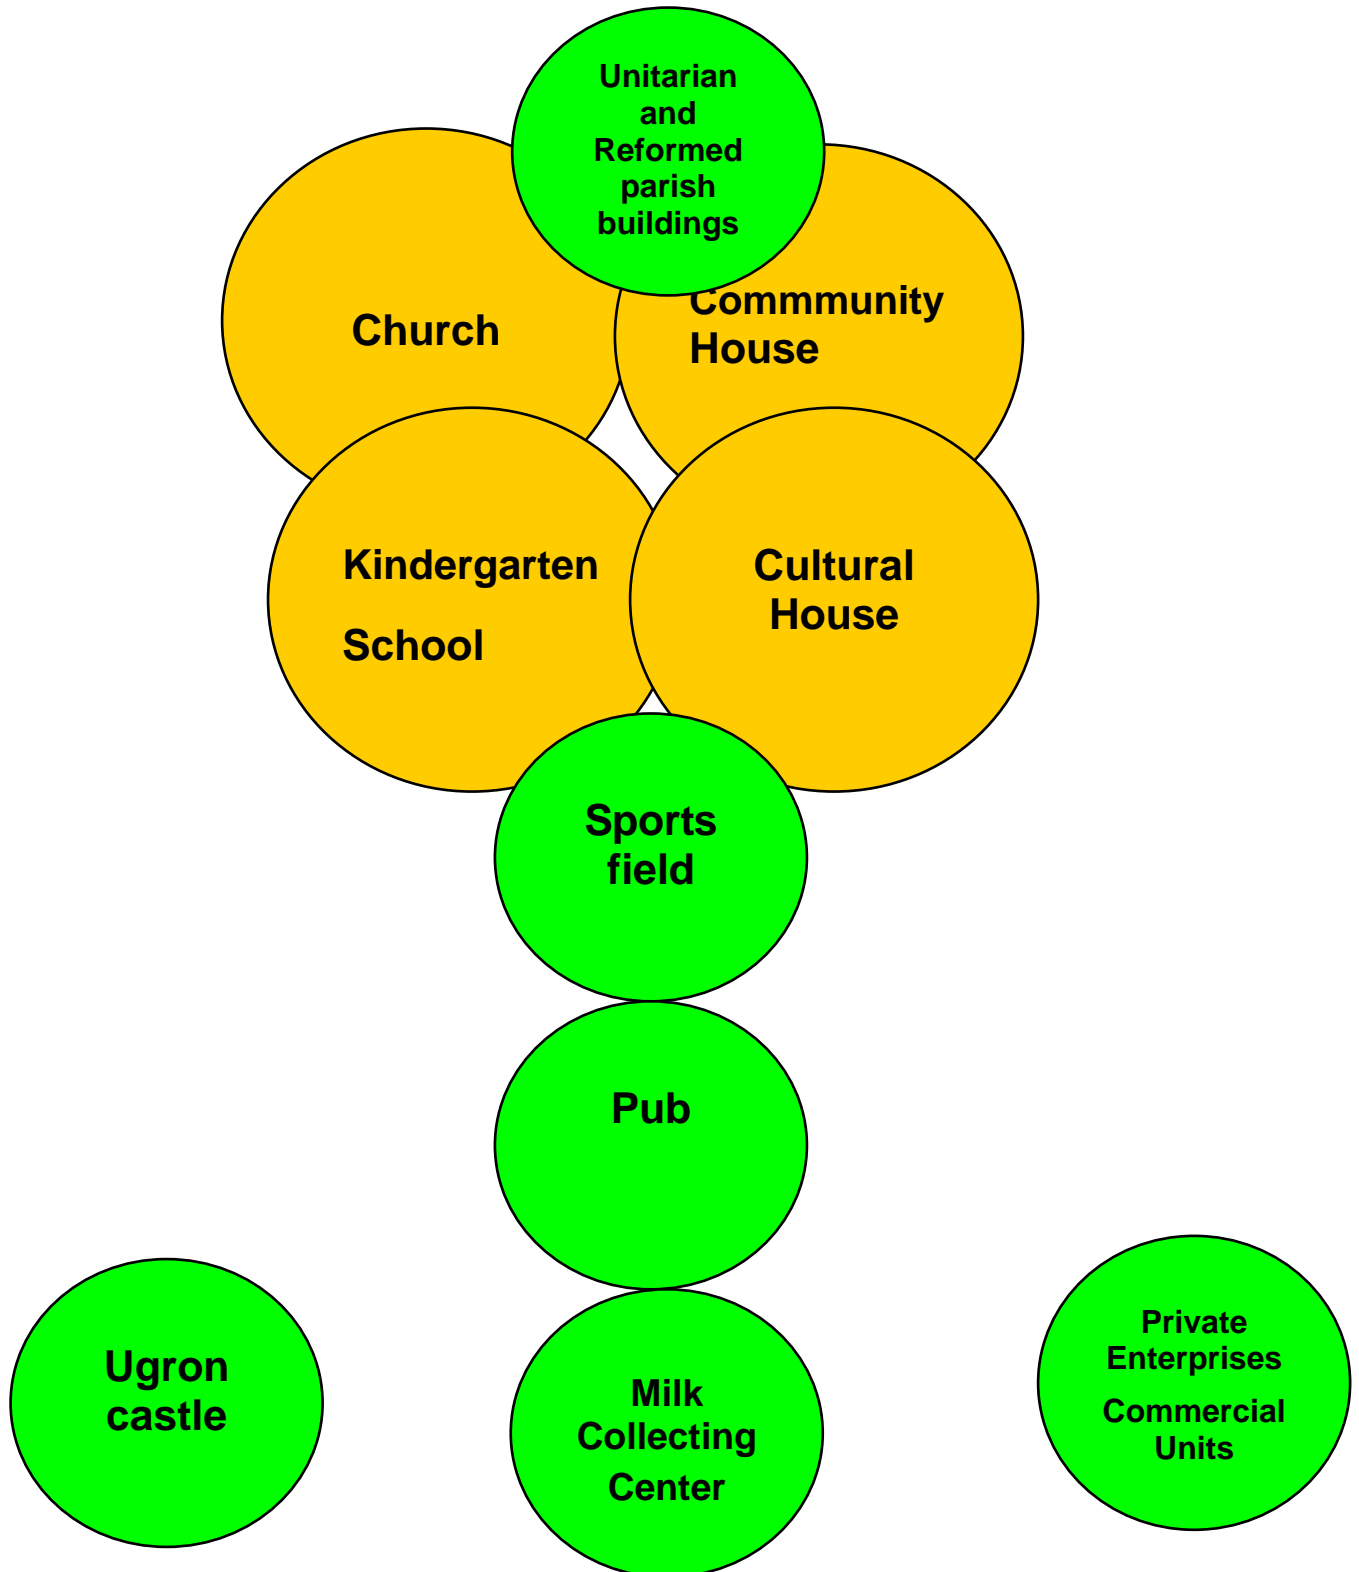 Unitarian
and
Reformed
parish
buildings
Church
Commmunity
House
Kindergarten
School
Cultural
House
Sports
field
Pub
Ugron
castle
Milk
Collecting
Center
Private
Enterprises
Commercial
Units